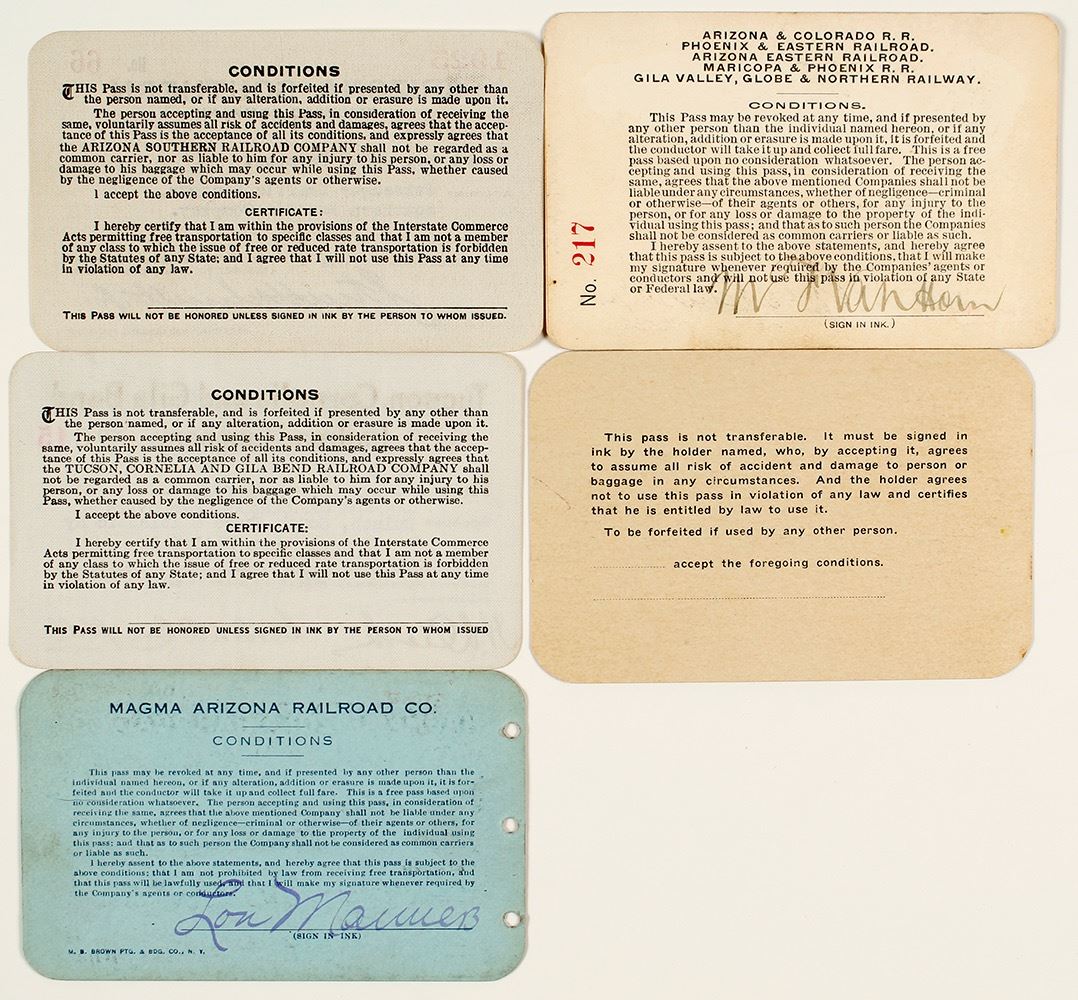 CONDITIONS
THIS Pass is not transferable, and is forfeited if presented by any other than
the person named, or if any alteration, addition or erasure is made upon it.
The person accepting and using this Pass, in consideration of receiving the
same, voluntarily assumes all risk of accidents and damages, agrees that the accep-
tance of this Pass is the acceptance of all its conditions, and expressly agrees that
the ARIZONA SOUTHERN RAILROAD COMPANY shall not be regarded as a
common carrier, nor as liable to him for any injury to his person, or any loss or
damage to his baggage which may occur while using this Pass, whether caused
by the negligence of the Company's agents or otherwise.
I accept the above conditions.
CERTIFICATE:
I hereby certify that I am within the provisions of the Interstate Commerce
Acts permitting free transportation to specific classes and that I am not a member
of any class to which the issue of free or reduced rate transportation is forbidden
by the Statutes of any State; and I agree that I will not use this Pass at any time
in violation of any law.
THIS PASS WILL NOT BE HONORED UNLESS SIGNED IN INK BY THE PERSON TO WHOM ISSUED.
ARIZONA & COLORADO R. R.
PHOENIX & EASTERN RAILROAD.
ARIZONA EASTERN RAILROAD.
MARICOPA & PHOENIX R. R.
GILA VALLEY, GLOBE & NORTHERN RAILWAY.
CONDITIONS.
This Pass may be revoked at any time, and if presented by
any other person than the individual named hereon, or if any
alteration, addition or erasure is made upon it, it is forfeited and
the conductor will take it up and collect full fare. This is a free
pass based upon no consideration whatsoever. The person ac-
cepting and using this pass, in consideration of receiving the
same, agrees that the above mentioned Companies shall not be
liable under any circumstances, whether of negligence—criminal
or otherwise—of their agents or others, for any injury to the
person, or for any loss or damage to the property of the indi-
vidual using this pass; and that as to such person the Companies
shall not be considered as common carriers or liable as such.
I hereby assent to the above statements, and hereby agree
that this pass is subject to the above conditions, that I will make
my signature whenever required by the Companies' agents or
conductors and will not use this pass in violation of any State
or Federal law.
(SIGN IN INK.)
No. 217
CONDITIONS
THIS Pass is not transferable, and is forfeited if presented by any other than
the person named, or if any alteration, addition or erasure is made upon it.
The person accepting and using this Pass, in consideration of receiving the
same, voluntarily assumes all risk of accidents and damages, agrees that the accep-
tance of this Pass is the acceptance of all its conditions, and expressly agrees that
the TUCSON, CORNELIA AND GILA BEND RAILROAD COMPANY shall
not be regarded as a common carrier, nor as liable to him for any injury to his
person, or any loss or damage to his baggage which may occur while using this
Pass, whether caused by the negligence of the Company's agents or otherwise.
I accept the above conditions.
CERTIFICATE:
I hereby certify that I am within the provisions of the Interstate Commerce
Acts permitting free transportation to specific classes and that I am not a member
of any class to which the issue of free or reduced rate transportation is forbidden
by the Statutes of any State; and I agree that I will not use this Pass at any time
in violation of any law.
THIS PASS WILL NOT BE HONORED UNLESS SIGNED IN INK BY THE PERSON TO WHOM ISSUED
This pass is not transferable. It must be signed in
ink by the holder named, who, by accepting it, agrees
to assume all risk of accident and damage to person or
baggage in any circumstances. And the holder agrees
not to use this pass in violation of any law and certifies
that he is entitled by law to use it.
To be forfeited if used by any other person.
accept the foregoing conditions.
MAGMA ARIZONA RAILROAD CO.
CONDITIONS
This pass may be revoked at any time, and if presented by any other person than the
individual named hereon, or if any alteration, addition or erasure is made upon it, it is for-
feited and the conductor will take it up and collect full fare. This is a free pass based upon
no consideration whatsoever. The person accepting and using this pass, in consideration of
receiving the same, agrees that the above mentioned Company shall not be liable under any
circumstances, whether of negligence—criminal or otherwise—of their agents or others, for
any injury to the person, or for any loss or damage to the property of the individual using
this pass; and that as to such person the Company shall not be considered as common carriers
or liable as such.
I hereby assent to the above statements, and hereby agree that this pass is subject to the
above conditions; that I am not prohibited by law from receiving free transportation, and
that this pass will be lawfully used, and that I will make my signature whenever required by
the Company's agents or conductors.
Lon Manner
(SIGN IN INK)
M. B. BROWN PTG. & BDG. CO., N. Y.